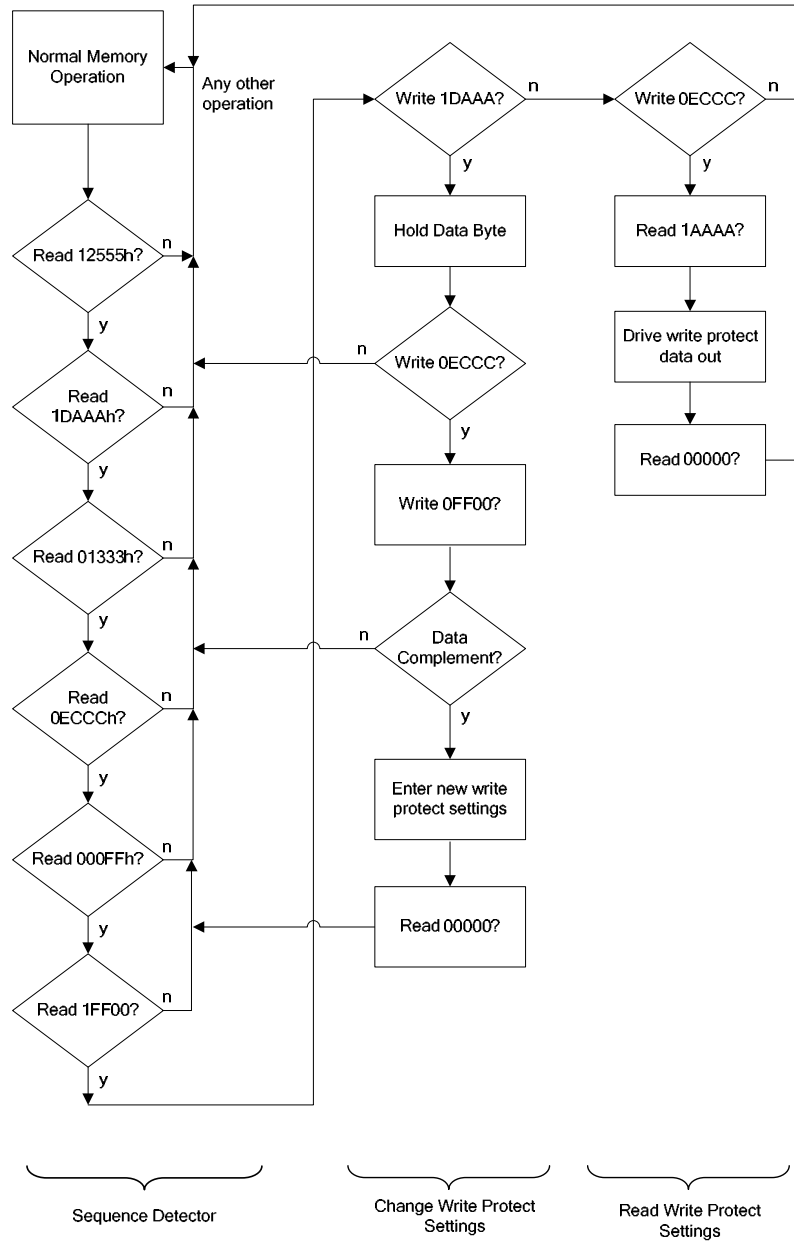 Normal Memory
Operation
Any other
operation
Read 12555h?
n
y
Read
1DAAAh?
n
y
Read 01333h?
n
y
Read
0ECCCh?
n
y
Read 000FFh?
n
y
Read 1FF00?
n
y
Sequence Detector
Write 1DAAA?
n
y
Hold Data Byte
Write 0ECCC?
n
y
Write 0FF00?
Data
Complement?
n
y
Enter new write
protect settings
Read 00000?
Change Write Protect
Settings
Write 0ECCC?
n
y
Read 1AAAA?
Drive write protect
data out
Read 00000?
Read Write Protect
Settings